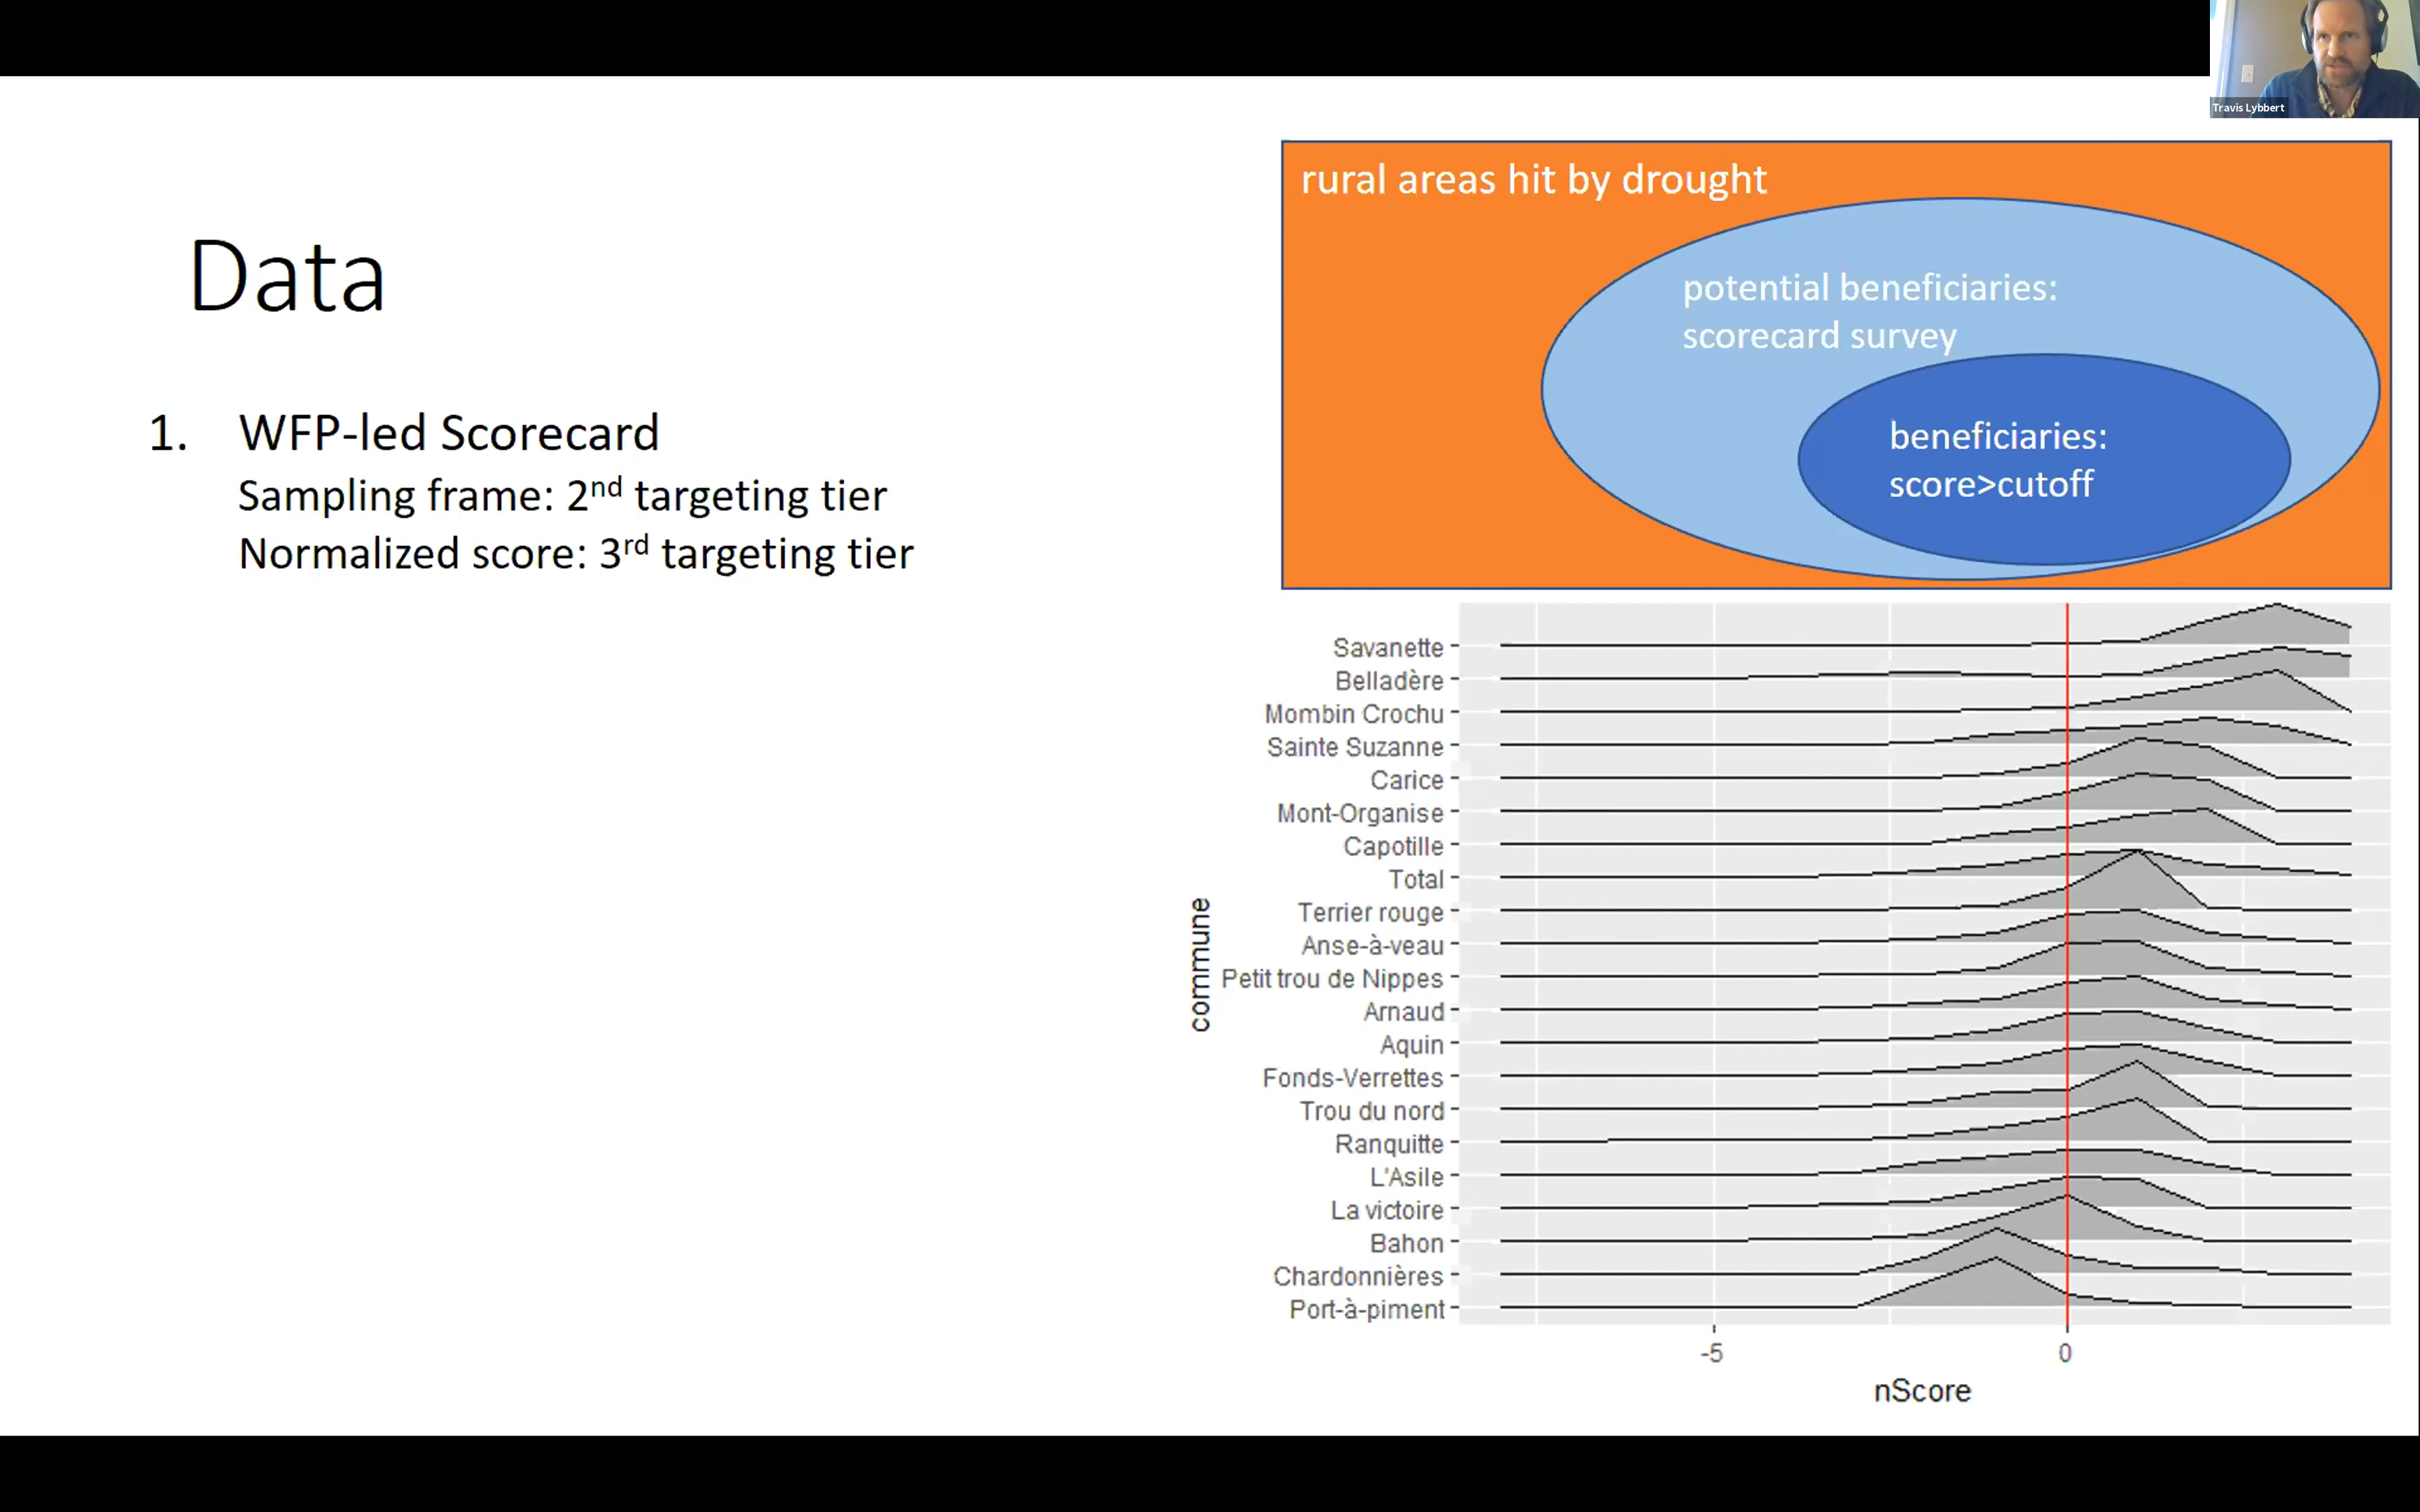 Travis Lybbert
Data
1. WFP-led Scorecard
Sampling frame: 2nd targeting tier
Normalized score: 3rd targeting tier
rural areas hit by drought
potential beneficiaries:
scorecard survey
beneficiaries:
score>cutoff
commune
Savanette
Belladère
Mombin Crochu
Sainte Suzanne
Carice
Mont-Organise
Capotille
Total
Terrier rouge
Anse-à-veau
Petit trou de Nippes
Arnaud
Aquin
Fonds-Verrettes
Trou du nord
Ranquitte
L'Asile
La victoire
Bahon
Chardonnières
Port-à-piment
-5 0
nScore